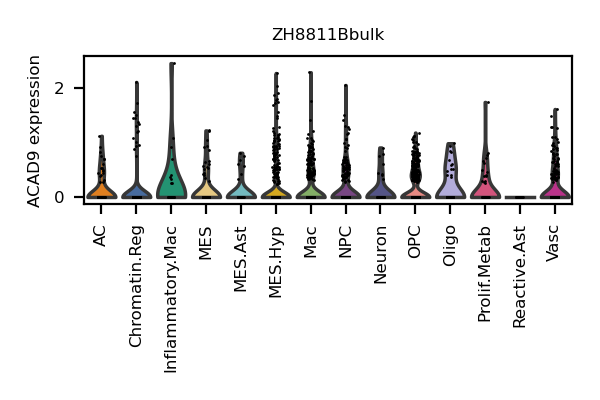 ZH8811Bbulk
ACAD9 expression
2
0
AC
Chromatin.Reg
Inflammatory.Mac
MES
MES.Ast
MES.Hyp
Mac
NPC
Neuron
OPC
Oligo
Prolif.Metab
Reactive.Ast
Vasc